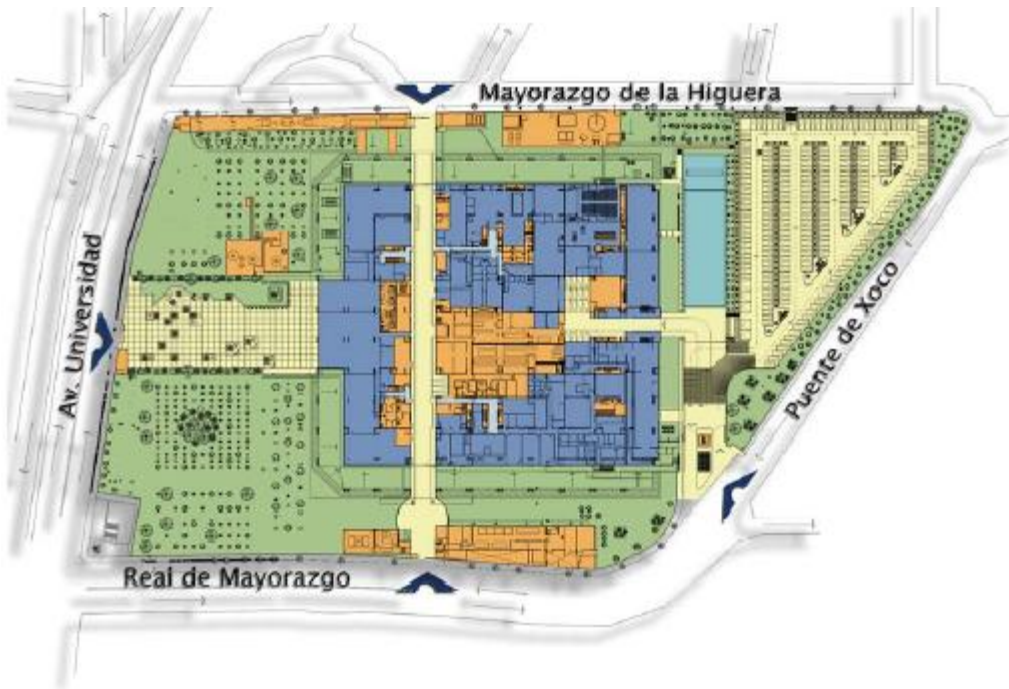 Mayorazgo de la Higuera
Av. Universidad
Puente de Xoco
Real de Mayorazgo